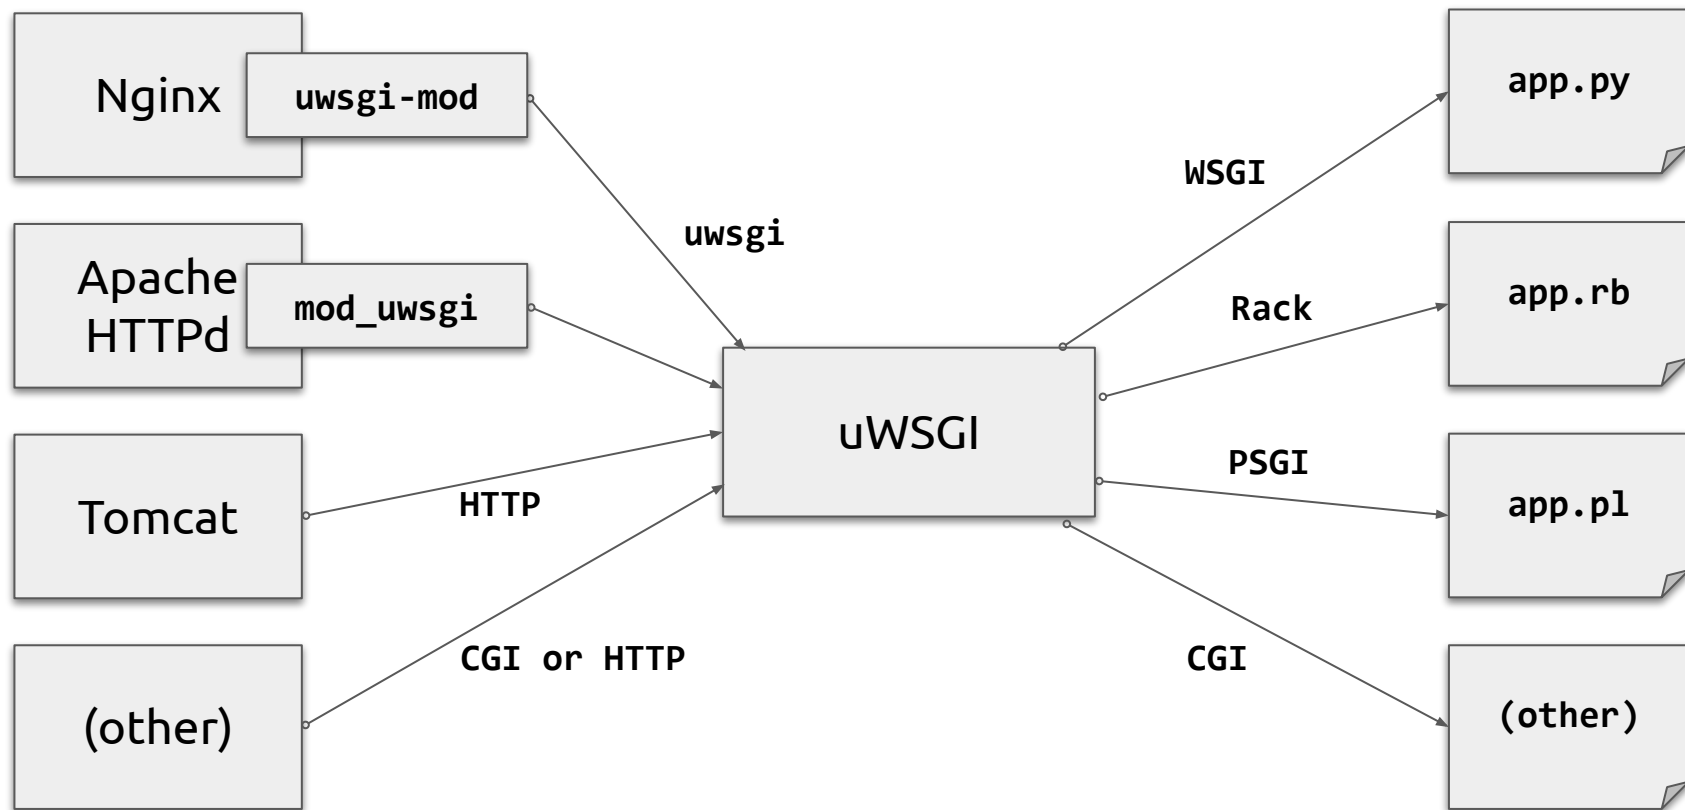 Nginx
uwsgi-mod
uwsgi
Apache
HTTPd
mod_uwsgi
Tomcat
HTTP
(other)
CGI or HTTP
uWSGI
WSGI
app.py
Rack
app.rb
PSGI
app.pl
CGI
(other)